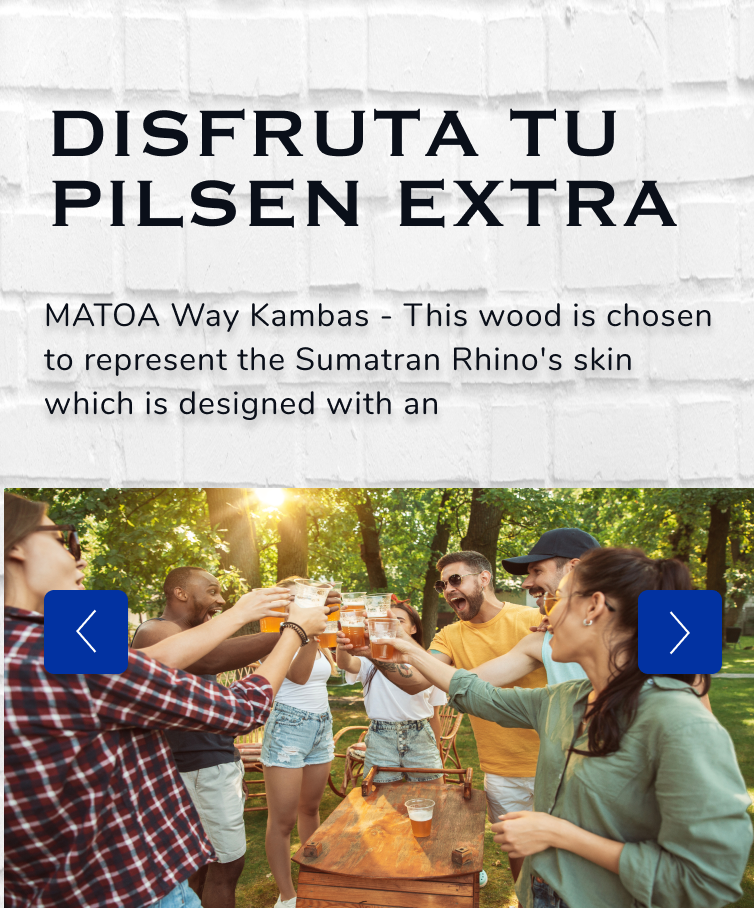 DISFRUTA TU
PILSEN EXTRA
MATOA Way Kambas - This wood is chosen
to represent the Sumatran Rhino's skin
which is designed with an